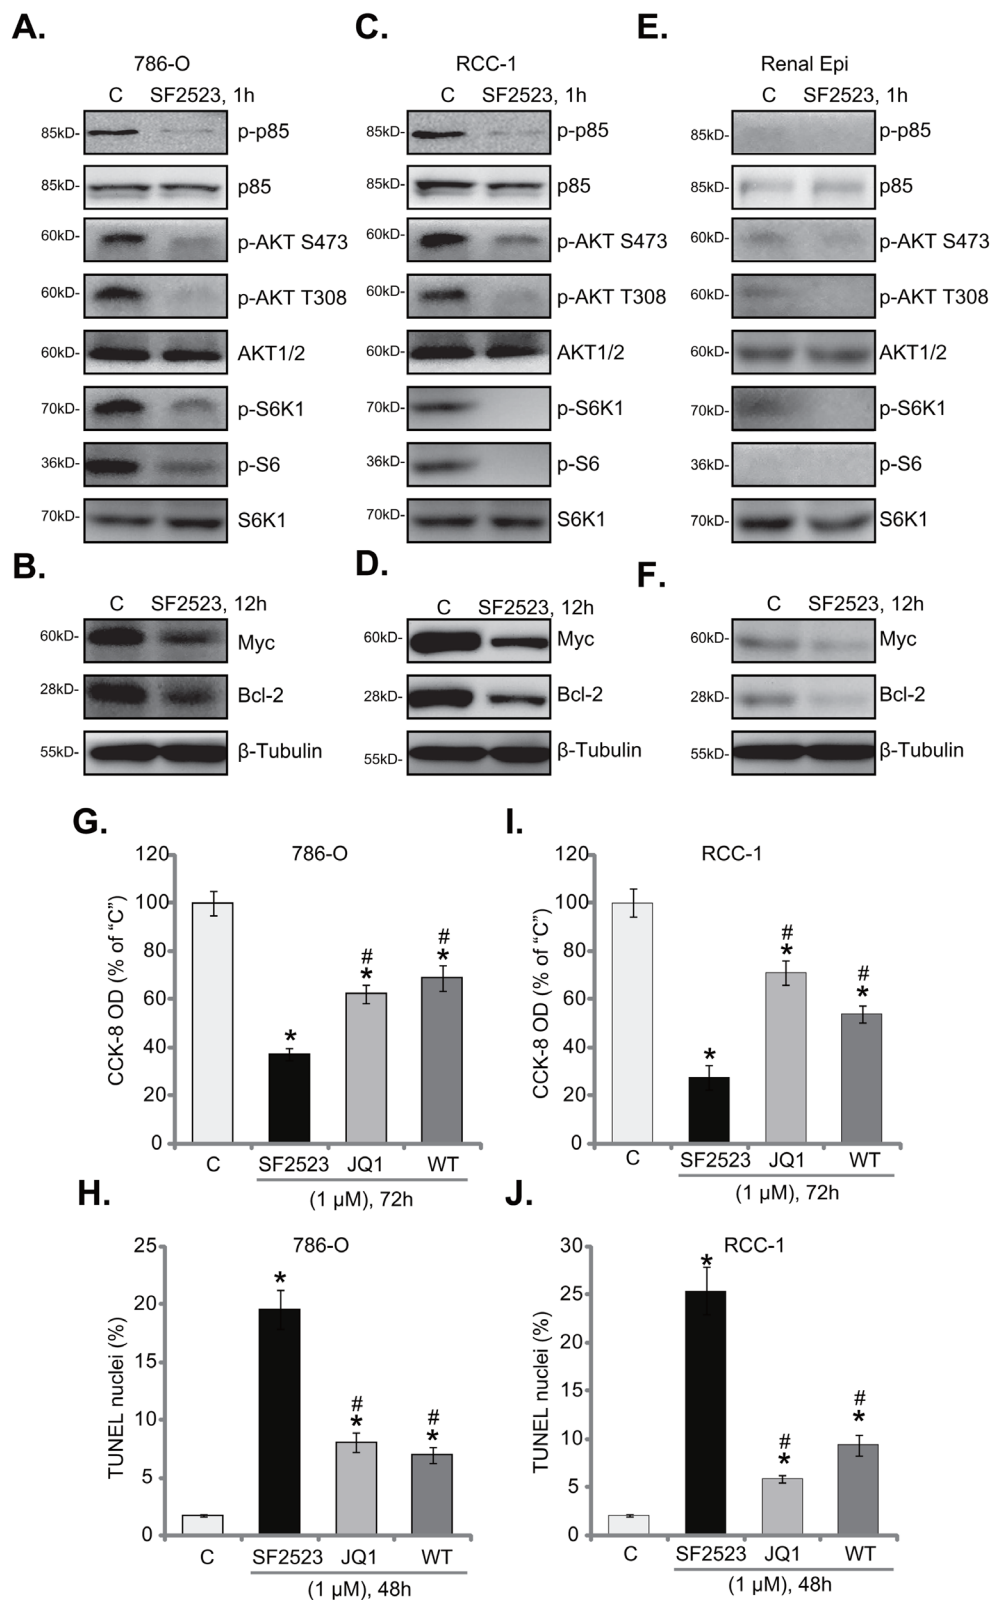 A.
786-O
C SF2523, 1h
85kD- p-p85
85kD- p85
60kD- p-AKT S473
60kD- p-AKT T308
60kD- AKT1/2
70kD- p-S6K1
36kD- p-S6
70kD- S6K1
C.
RCC-1
C SF2523, 1h
85kD- p-p85
85kD- p85
60kD- p-AKT S473
60kD- p-AKT T308
60kD- AKT1/2
70kD- p-S6K1
36kD- p-S6
70kD- S6K1
E.
Renal Epi
C SF2523, 1h
85kD- p-p85
85kD- p85
60kD- p-AKT S473
60kD- p-AKT T308
60kD- AKT1/2
70kD- p-S6K1
36kD- p-S6
70kD- S6K1
B.
C SF2523, 12h
60kD- Myc
28kD- Bcl-2
55kD- β-Tubulin
D.
C SF2523, 12h
60kD- Myc
28kD- Bcl-2
55kD- β-Tubulin
F.
C SF2523, 12h
60kD- Myc
28kD- Bcl-2
55kD- β-Tubulin
G.
786-O
CCK-8 OD (% of “C”)
120
100
80
60
40
20
0
*
#
*
#
*
C SF2523 JQ1 WT
(1 µM), 72h
I.
RCC-1
CCK-8 OD (% of “C”)
120
100
80
60
40
20
0
*
#
*
#
*
C SF2523 JQ1 WT
(1 µM), 72h
H.
786-O
TUNEL nuclei (%)
25
20
15
10
5
0
*
#
*
#
*
C SF2523 JQ1 WT
(1 µM), 48h
J.
RCC-1
TUNEL nuclei (%)
30
25
20
15
10
5
0
*
#
*
#
*
C SF2523 JQ1 WT
(1 µM), 48h